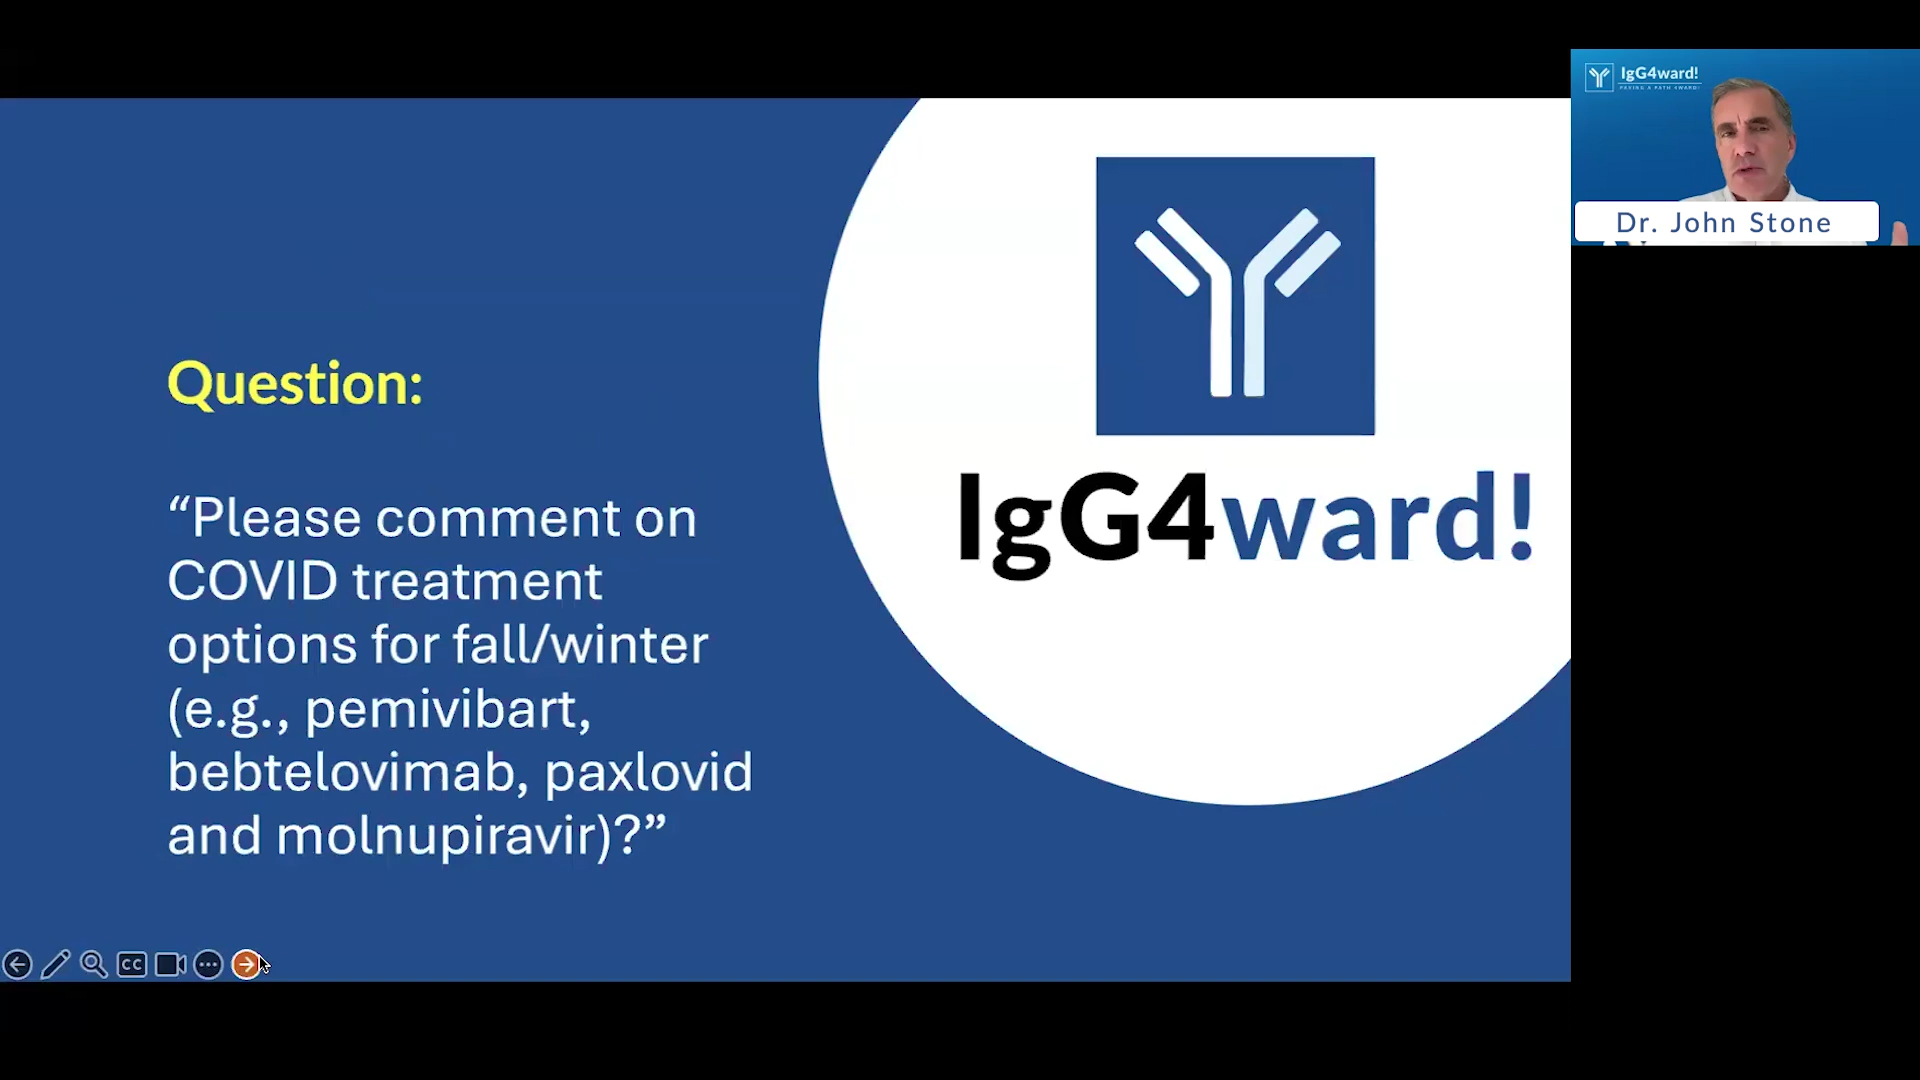 IgG4ward!
Dr. John Stone
Question:
“Please comment on
COVID treatment
options for fall/winter
(e.g., pemivibart,
bebtelovimab, paxlovid
and molnupiravir)?”
IgG4ward!
CC